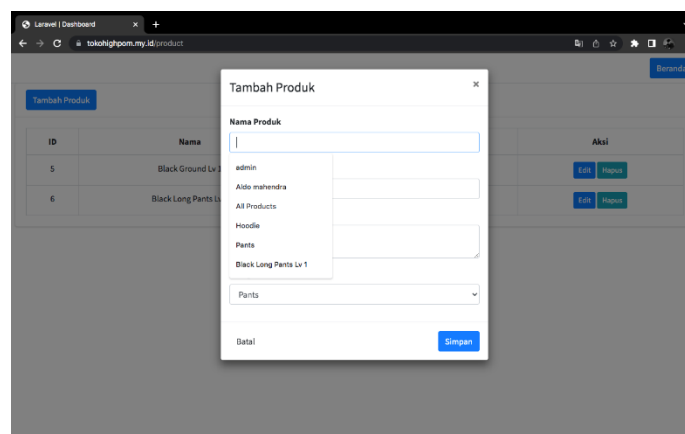 Laravel | Dashboard
tokohighpom.my.id/product
Beranda
Tambah Produk
Tambah Produk ×
Nama Produk
ID Nama Aksi
admin
5 Black Ground Lv 1 Edit Hapus
Aldo mahendra
6 Black Long Pants Edit Hapus
All Products
Hoodie
Pants
Black Long Pants Lv 1
Pants
Batal Simpan